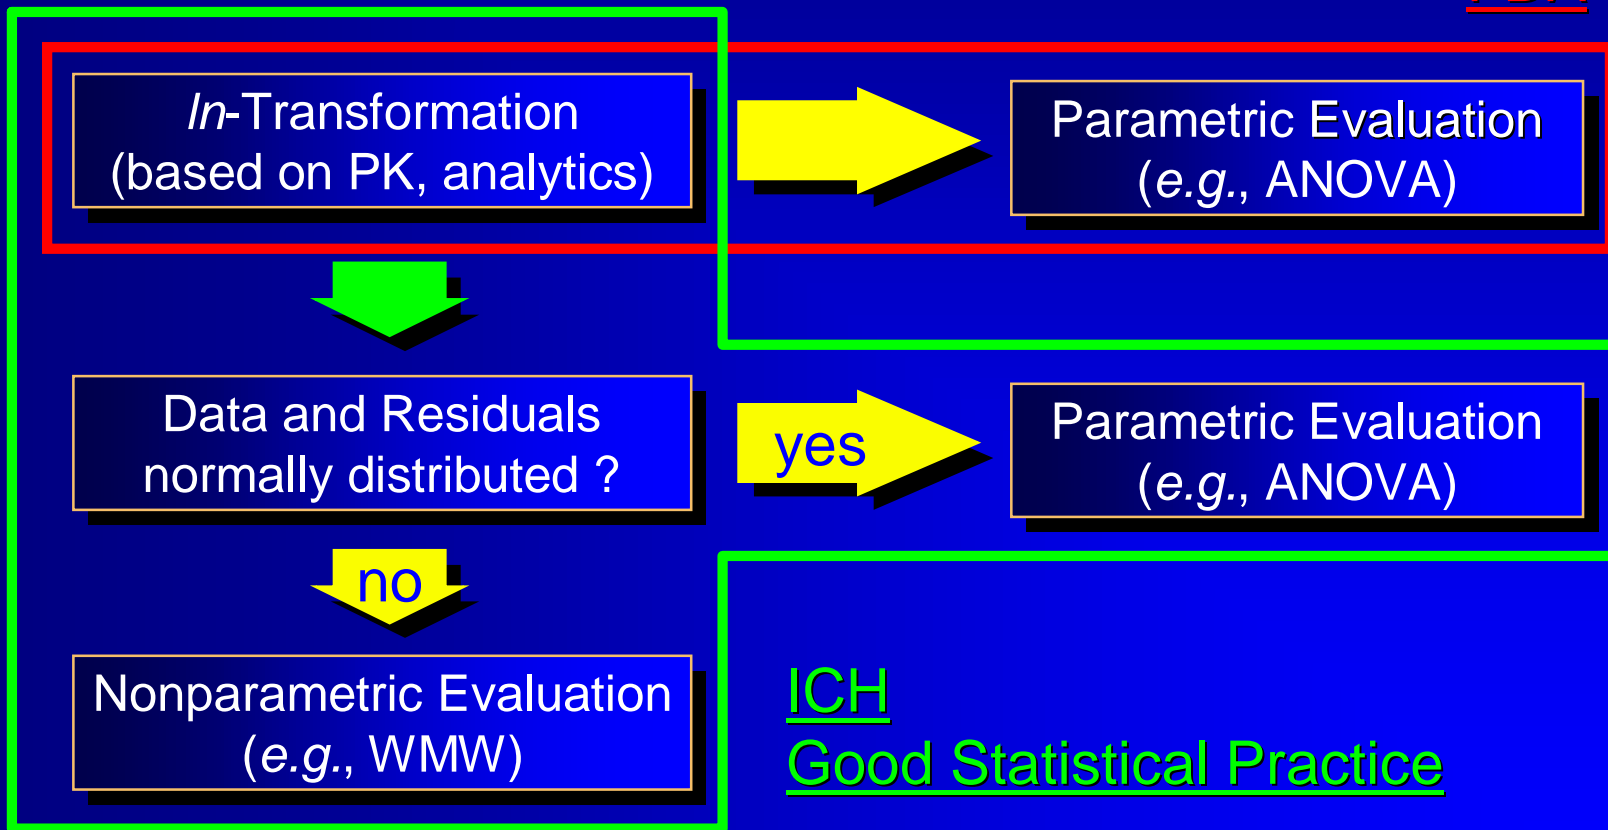 ln-Transformation
(based on PK, analytics)
Parametric Evaluation
(e.g., ANOVA)
Data and Residuals
normally distributed ?
yes
Parametric Evaluation
(e.g., ANOVA)
no
Nonparametric Evaluation
(e.g., WMW)
ICH
Good Statistical Practice